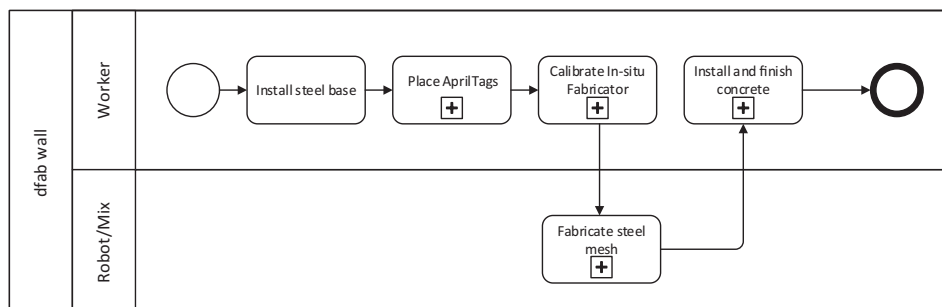 dfab wall
Worker
Install steel base
Place AprilTags
Calibrate In-situ
Fabricator
Install and finish
concrete
Robot/Mix
Fabricate steel
mesh